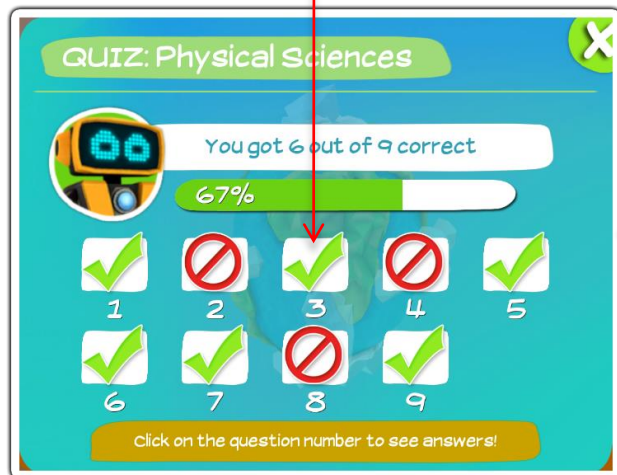 QUIZ: Physical Sciences
You got 6 out of 9 correct
67%
1 2 3 4 5
6 7 8 9
Click on the question number to see answers!